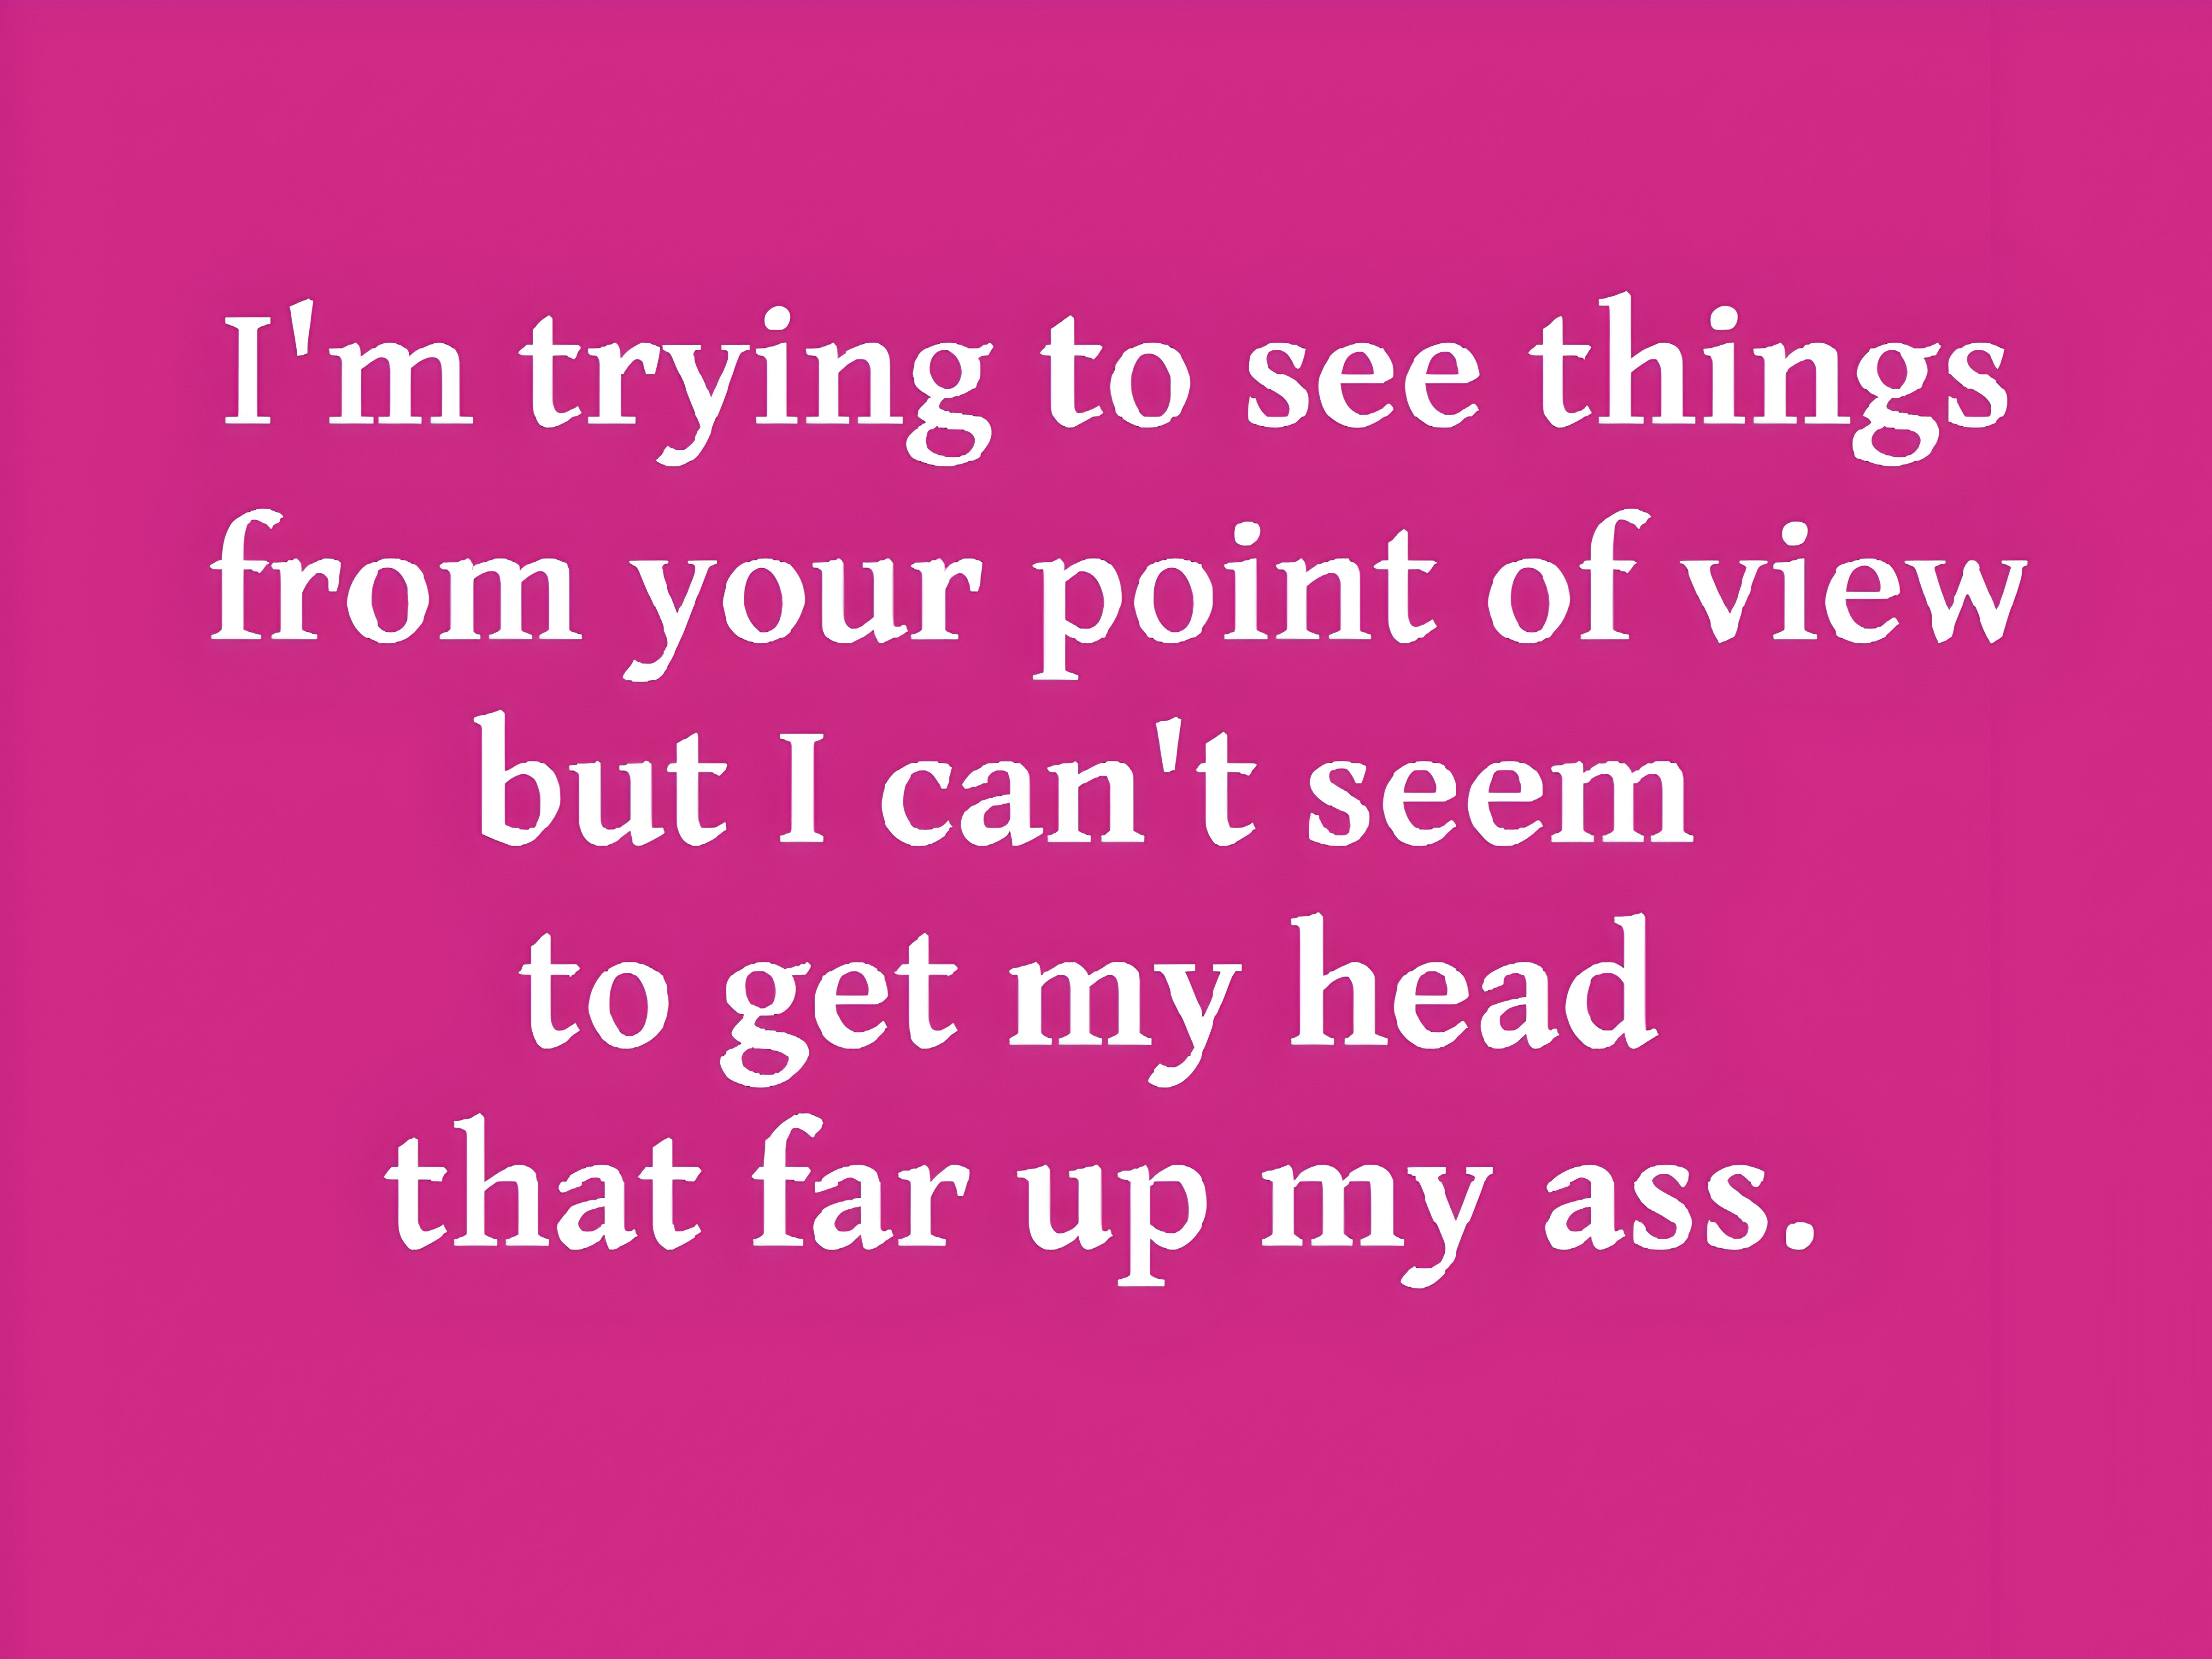 I'm trying to see things
from your point of view
but I can't seem
to get my head
that far up my ass.